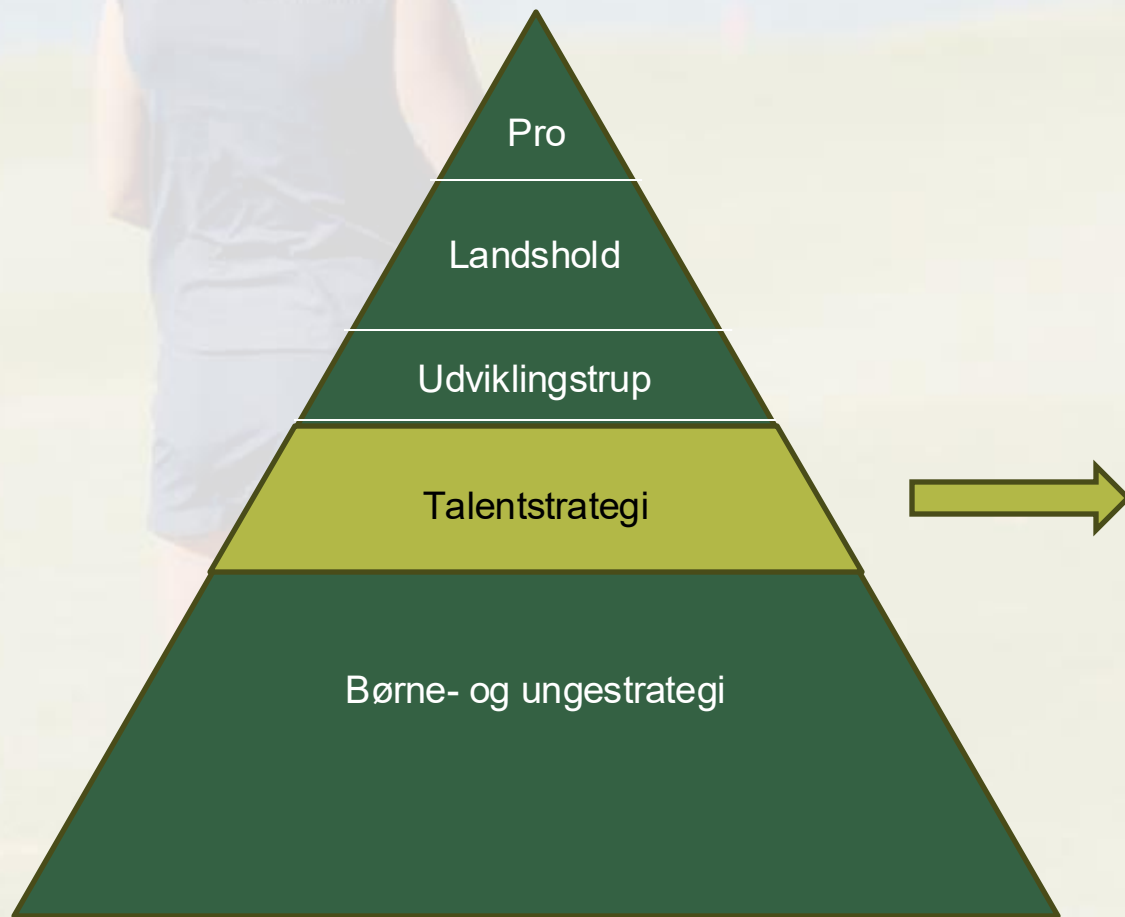 Pro
Landshold
Udviklingstrup
Talentstrategi
Børne- og ungestrategi